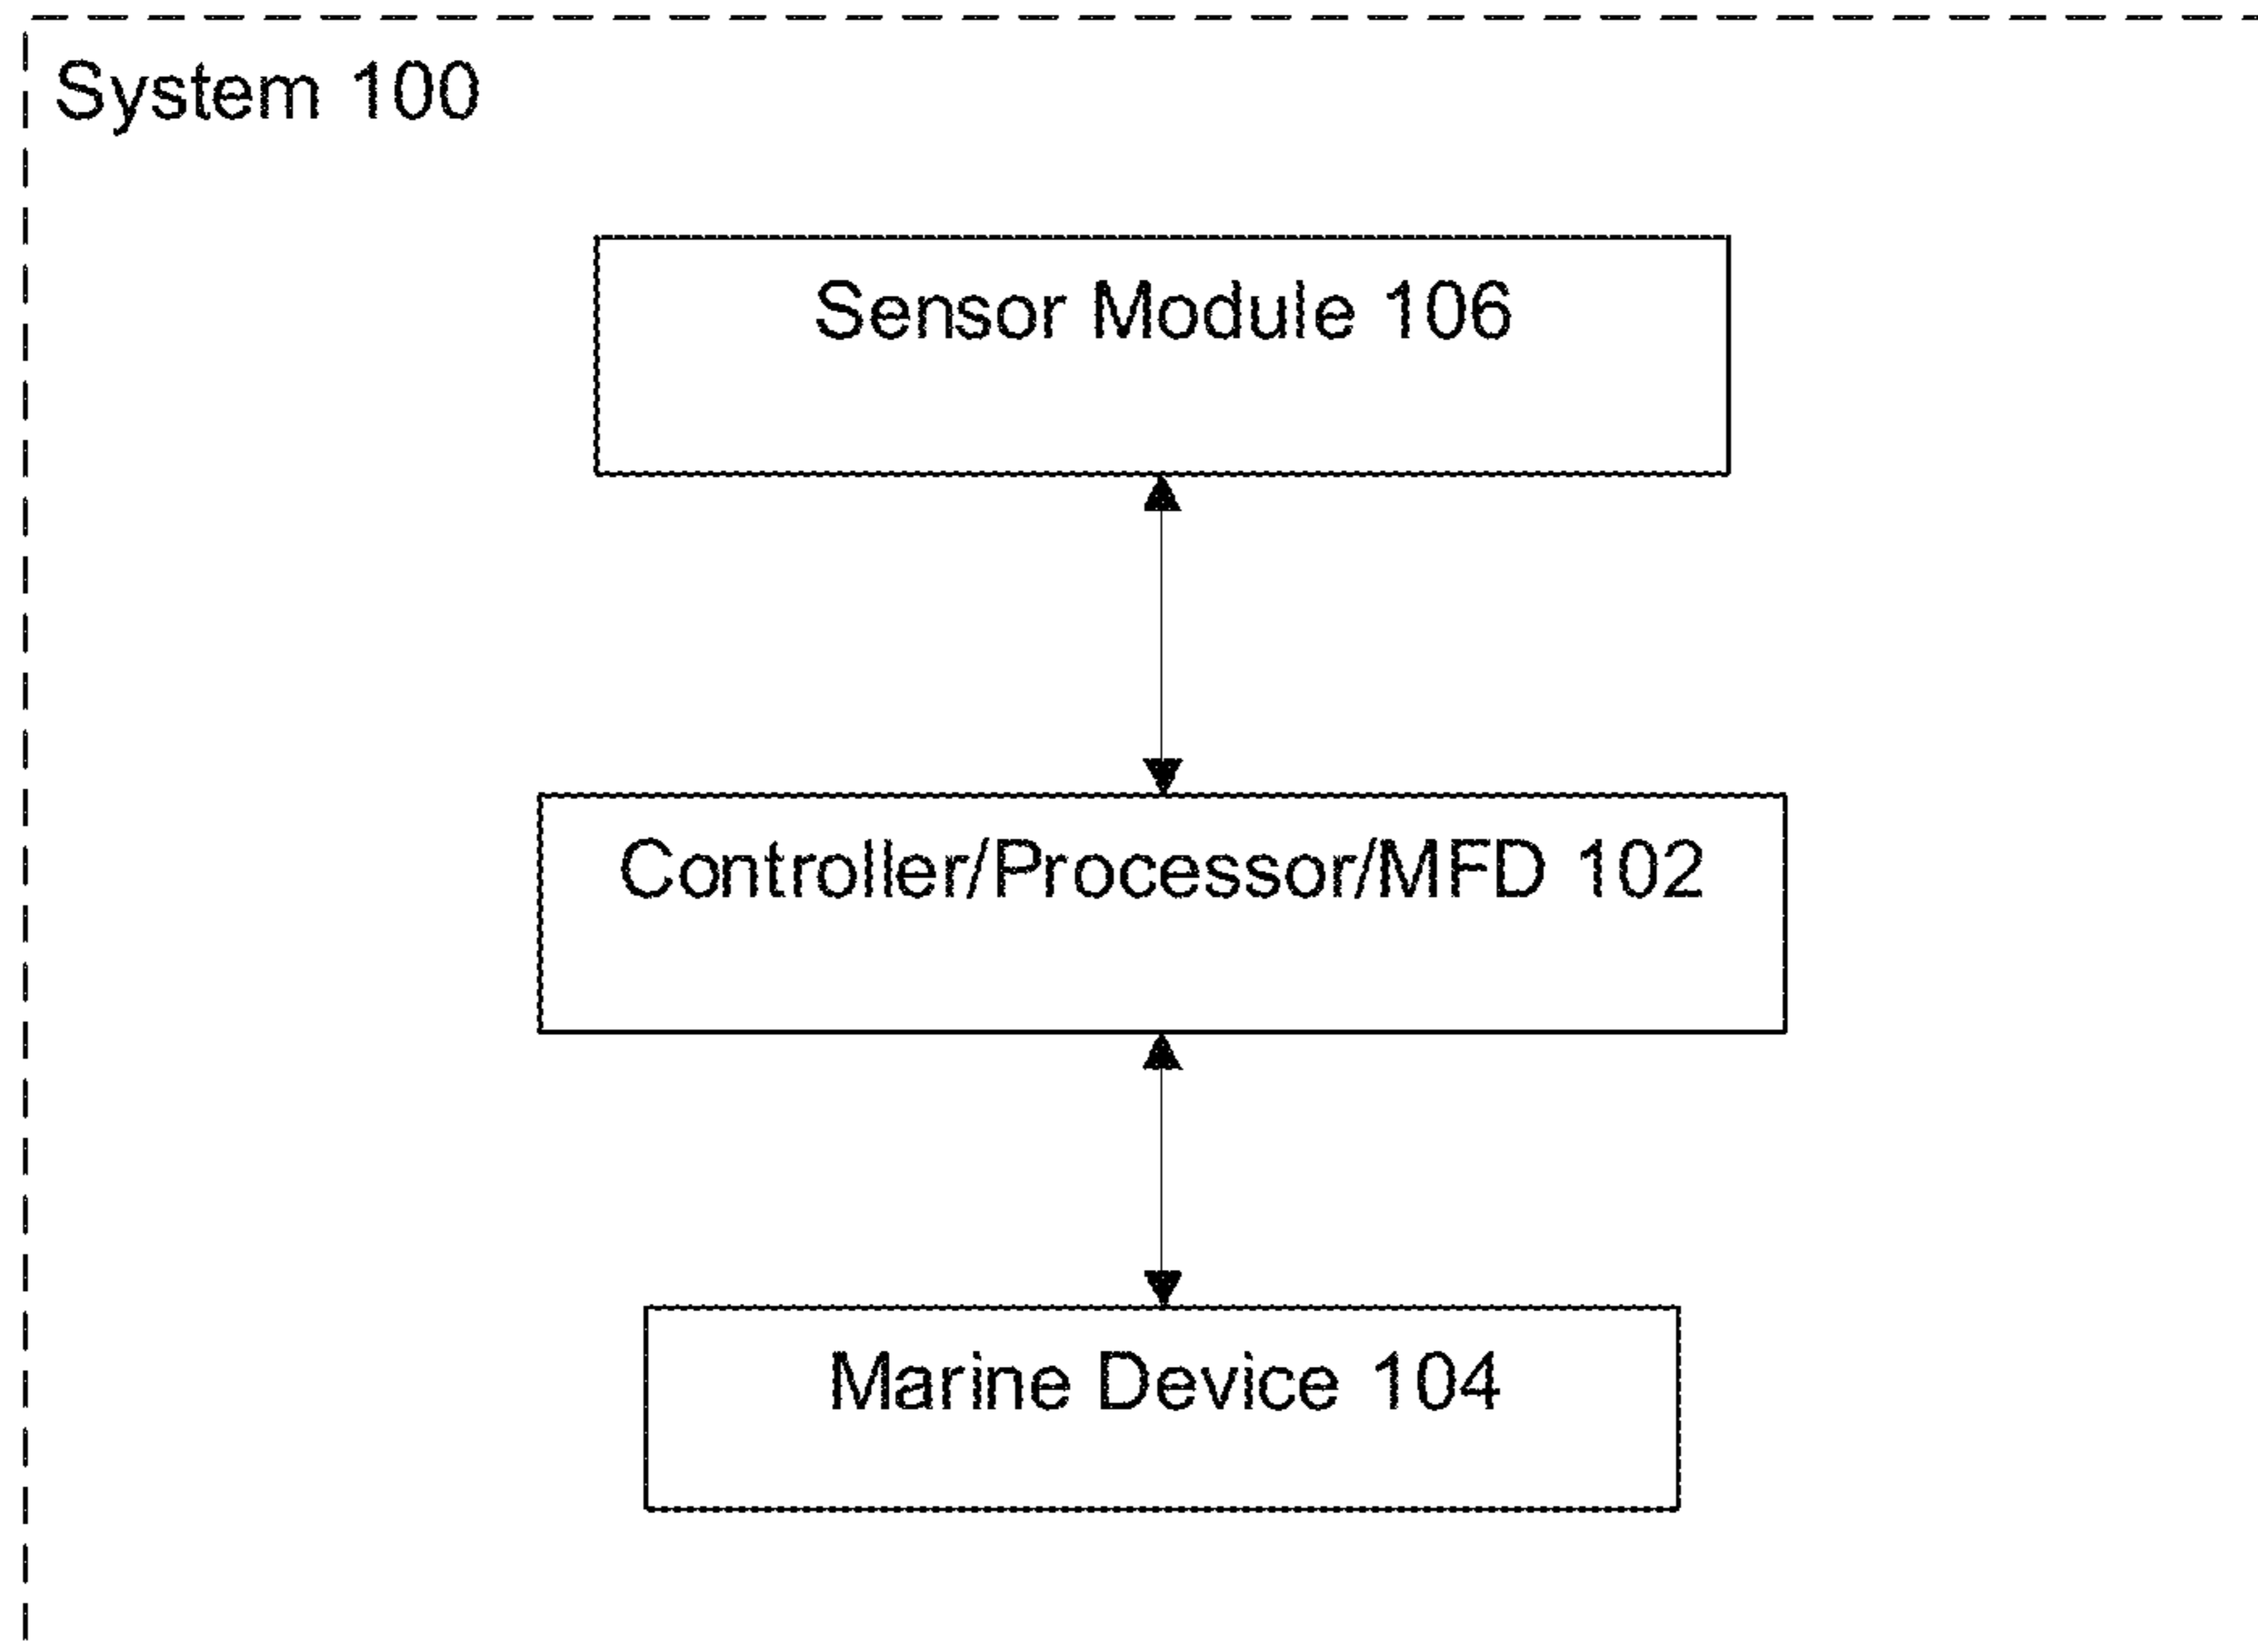 System 100
Sensor Module 106
Controller/Processor/MFD 102
Marine Device 104